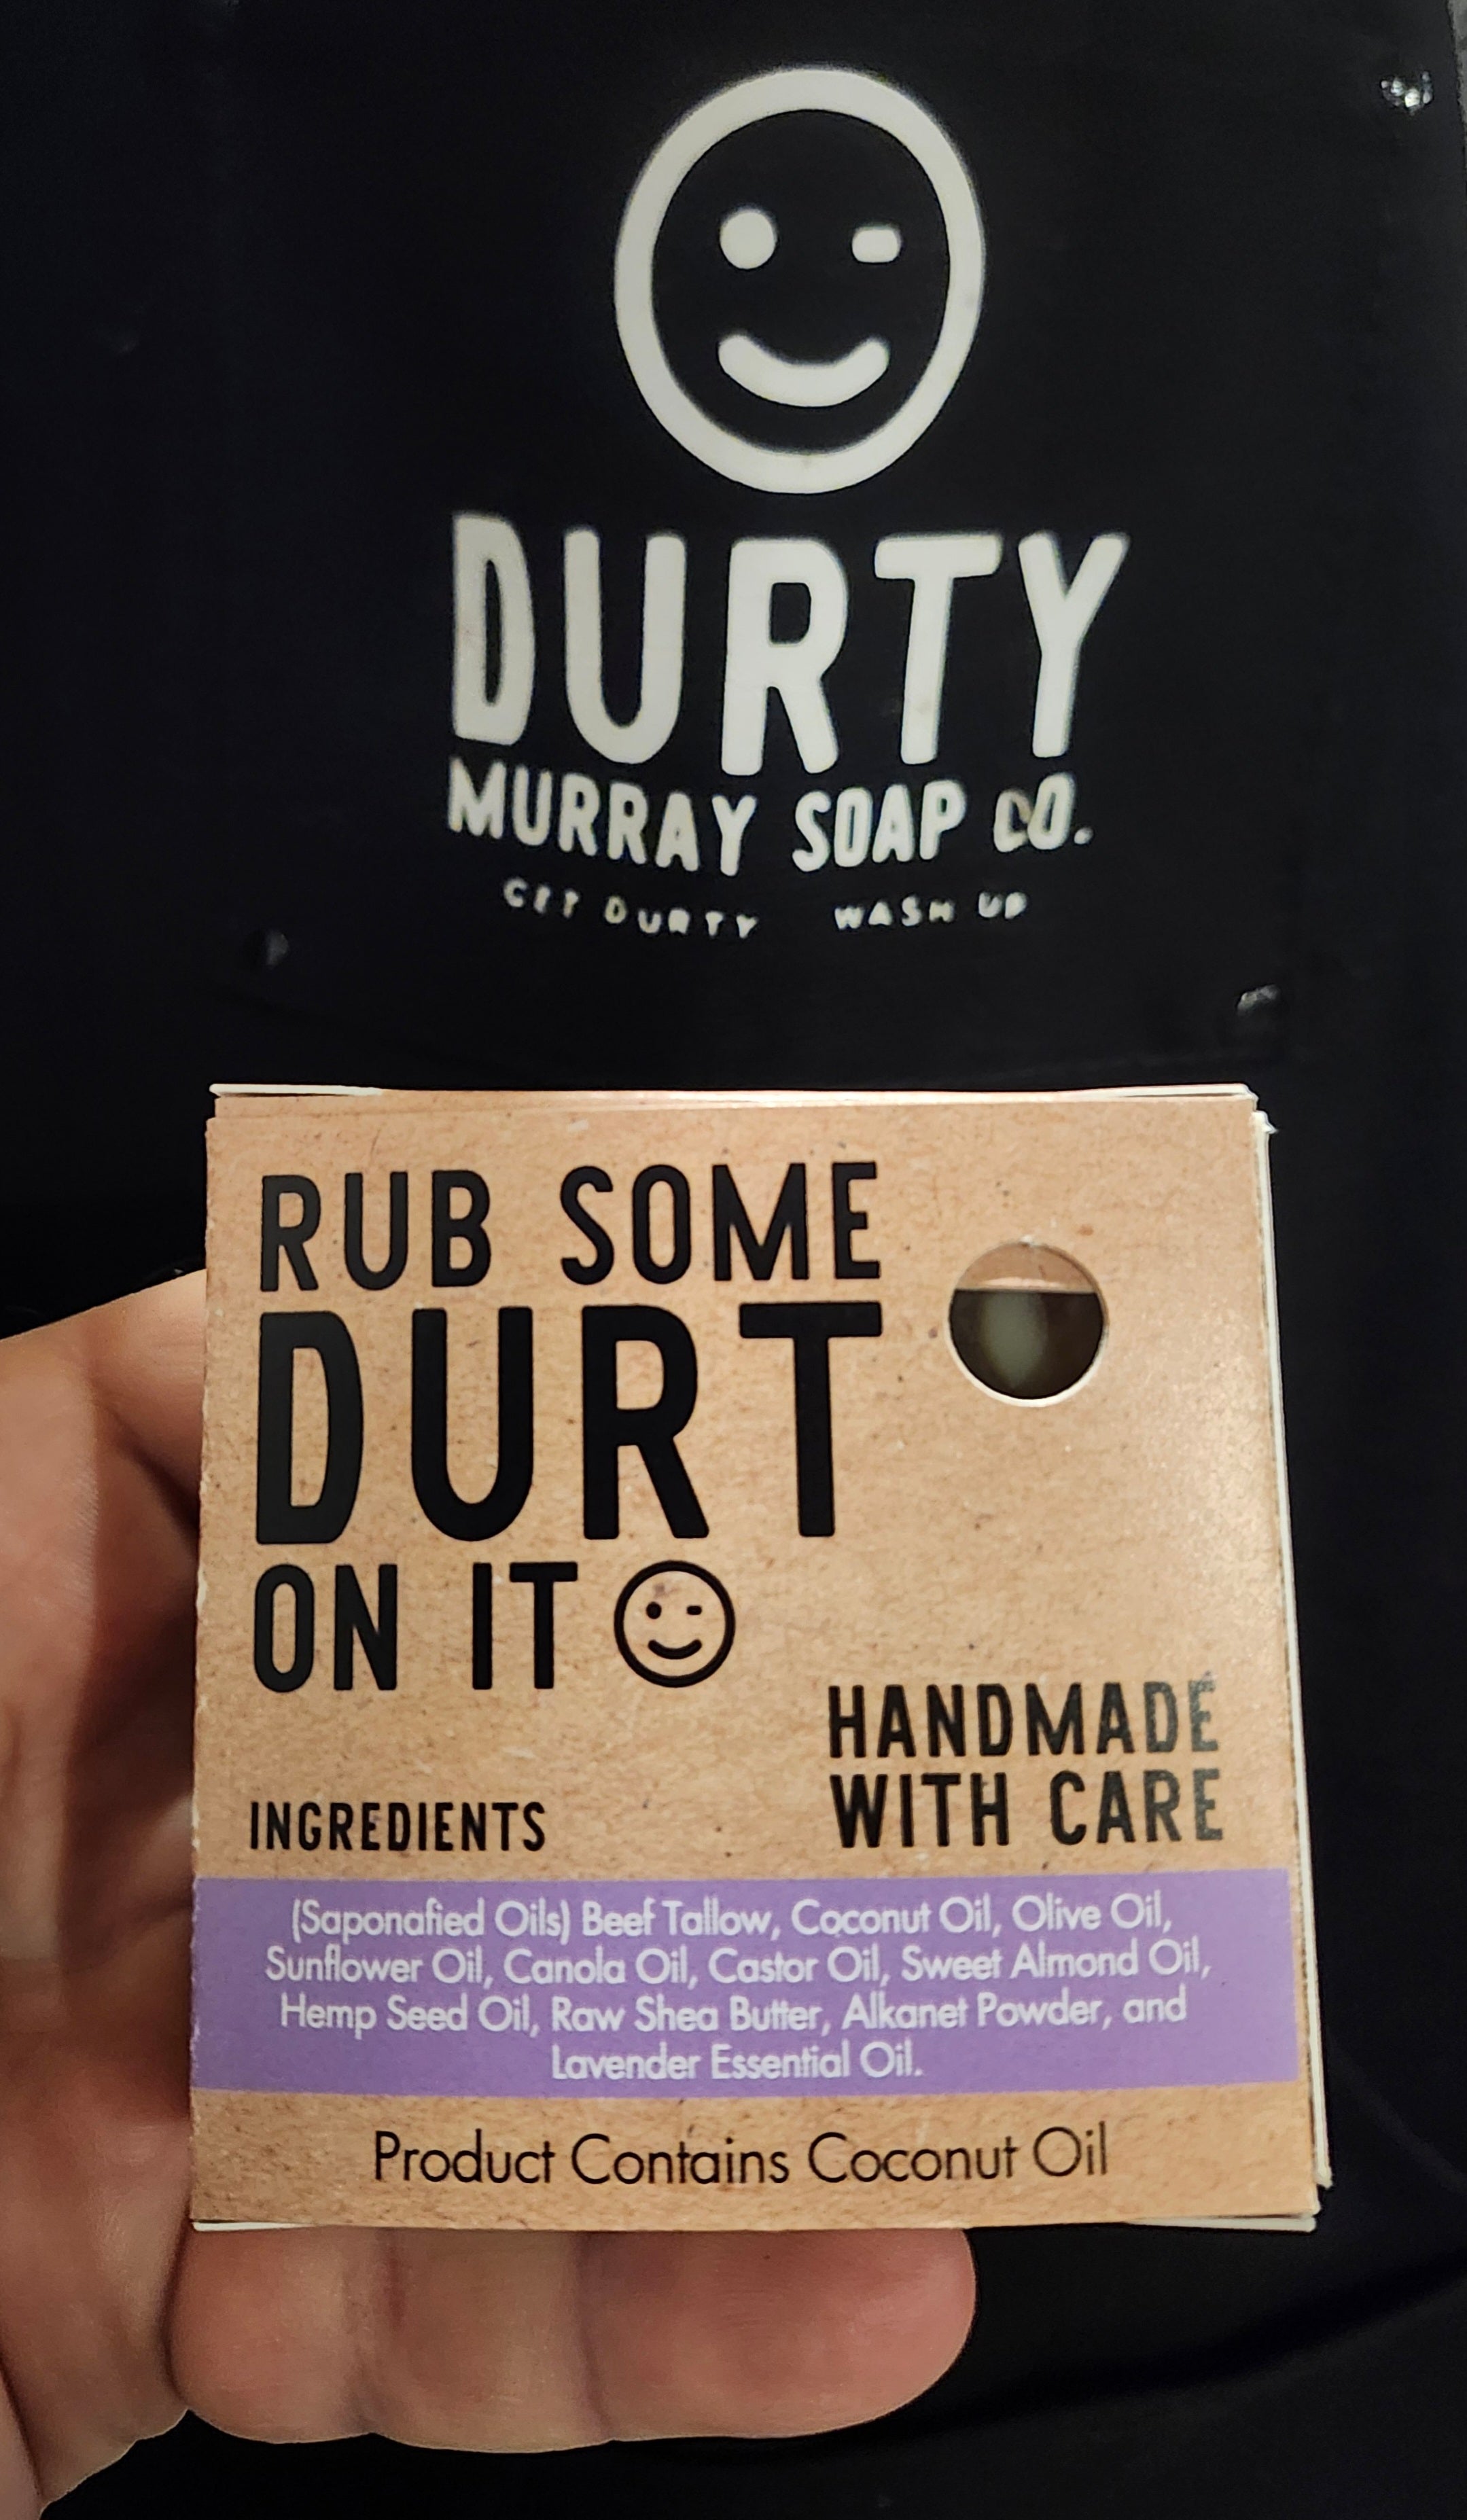 DURTY
MURRAY SOAP CO.
GET DURTY WASH UP
RUB SOME
DURT
ON IT
HANDMADE
WITH CARE
INGREDIENTS
(Saponafied Oils) Beef Tallow, Coconut Oil, Olive Oil,
Sunflower Oil, Canola Oil, Castor Oil, Sweet Almond Oil,
Hemp Seed Oil, Raw Shea Butter, Alkanet Powder, and
Lavender Essential Oil.
Product Contains Coconut Oil